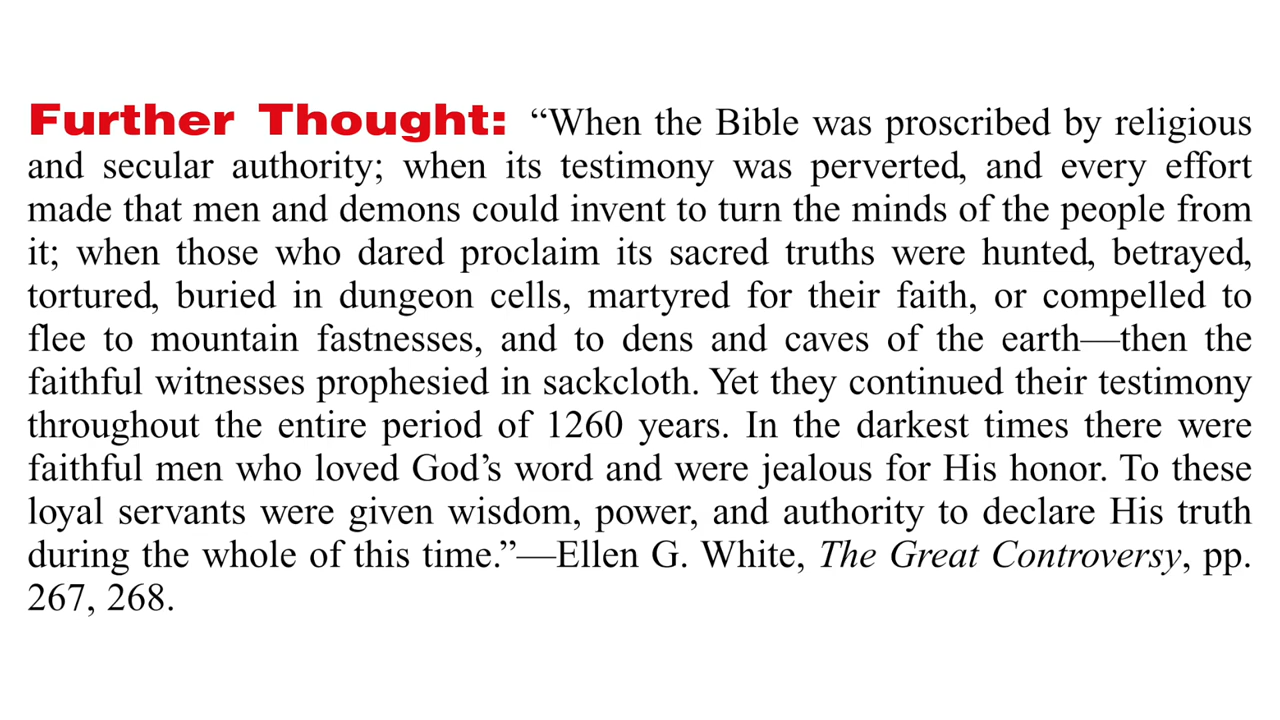 Further Thought: “When the Bible was proscribed by religious
and secular authority; when its testimony was perverted, and every effort
made that men and demons could invent to turn the minds of the people from
it; when those who dared proclaim its sacred truths were hunted, betrayed,
tortured, buried in dungeon cells, martyred for their faith, or compelled to
flee to mountain fastnesses, and to dens and caves of the earth—then the
faithful witnesses prophesied in sackcloth. Yet they continued their testimony
throughout the entire period of 1260 years. In the darkest times there were
faithful men who loved God’s word and were jealous for His honor. To these
loyal servants were given wisdom, power, and authority to declare His truth
during the whole of this time.”—Ellen G. White, The Great Controversy, pp.
267, 268.